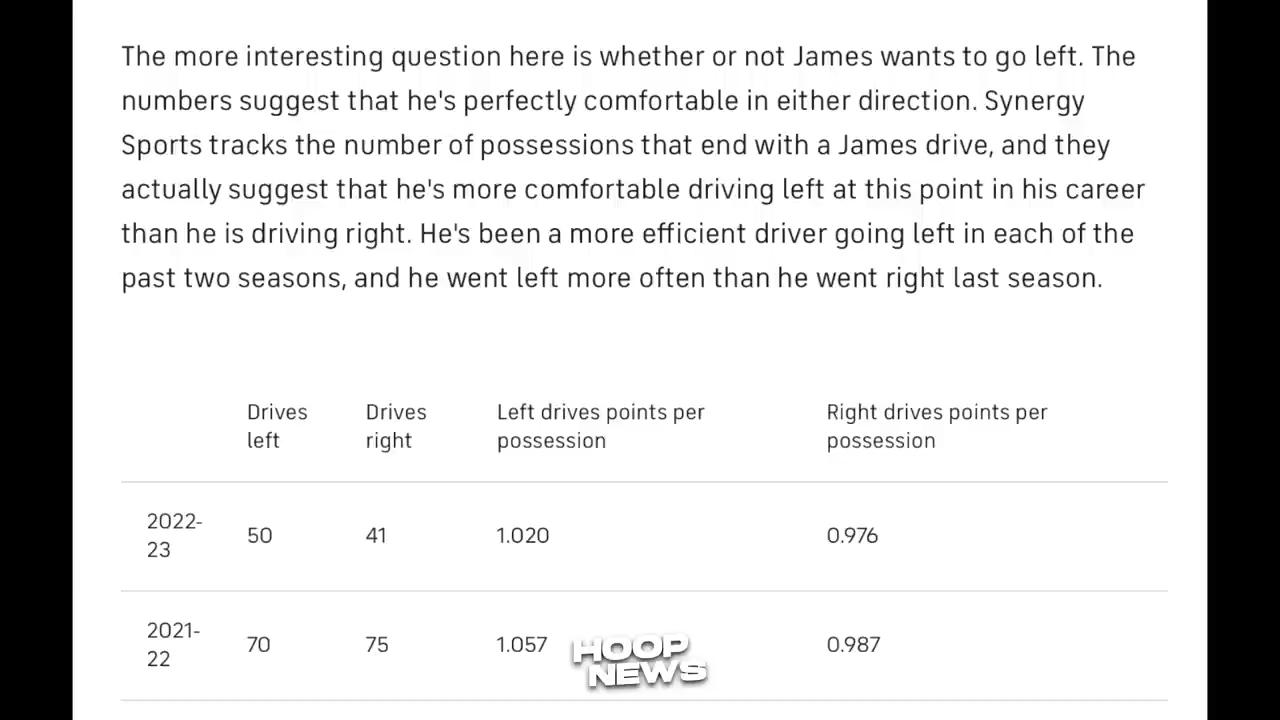 The more interesting question here is whether or not James wants to go left. The
numbers suggest that he's perfectly comfortable in either direction. Synergy
Sports tracks the number of possessions that end with a James drive, and they
actually suggest that he's more comfortable driving left at this point in his career
than he is driving right. He's been a more efficient driver going left in each of the
past two seasons, and he went left more often than he went right last season.
Drives left
Drives right
Left drives points per possession
Right drives points per possession
2022-23 50 41 1.020 0.976
2021-22 70 75 1.057 0.987
HOOP
NEWS